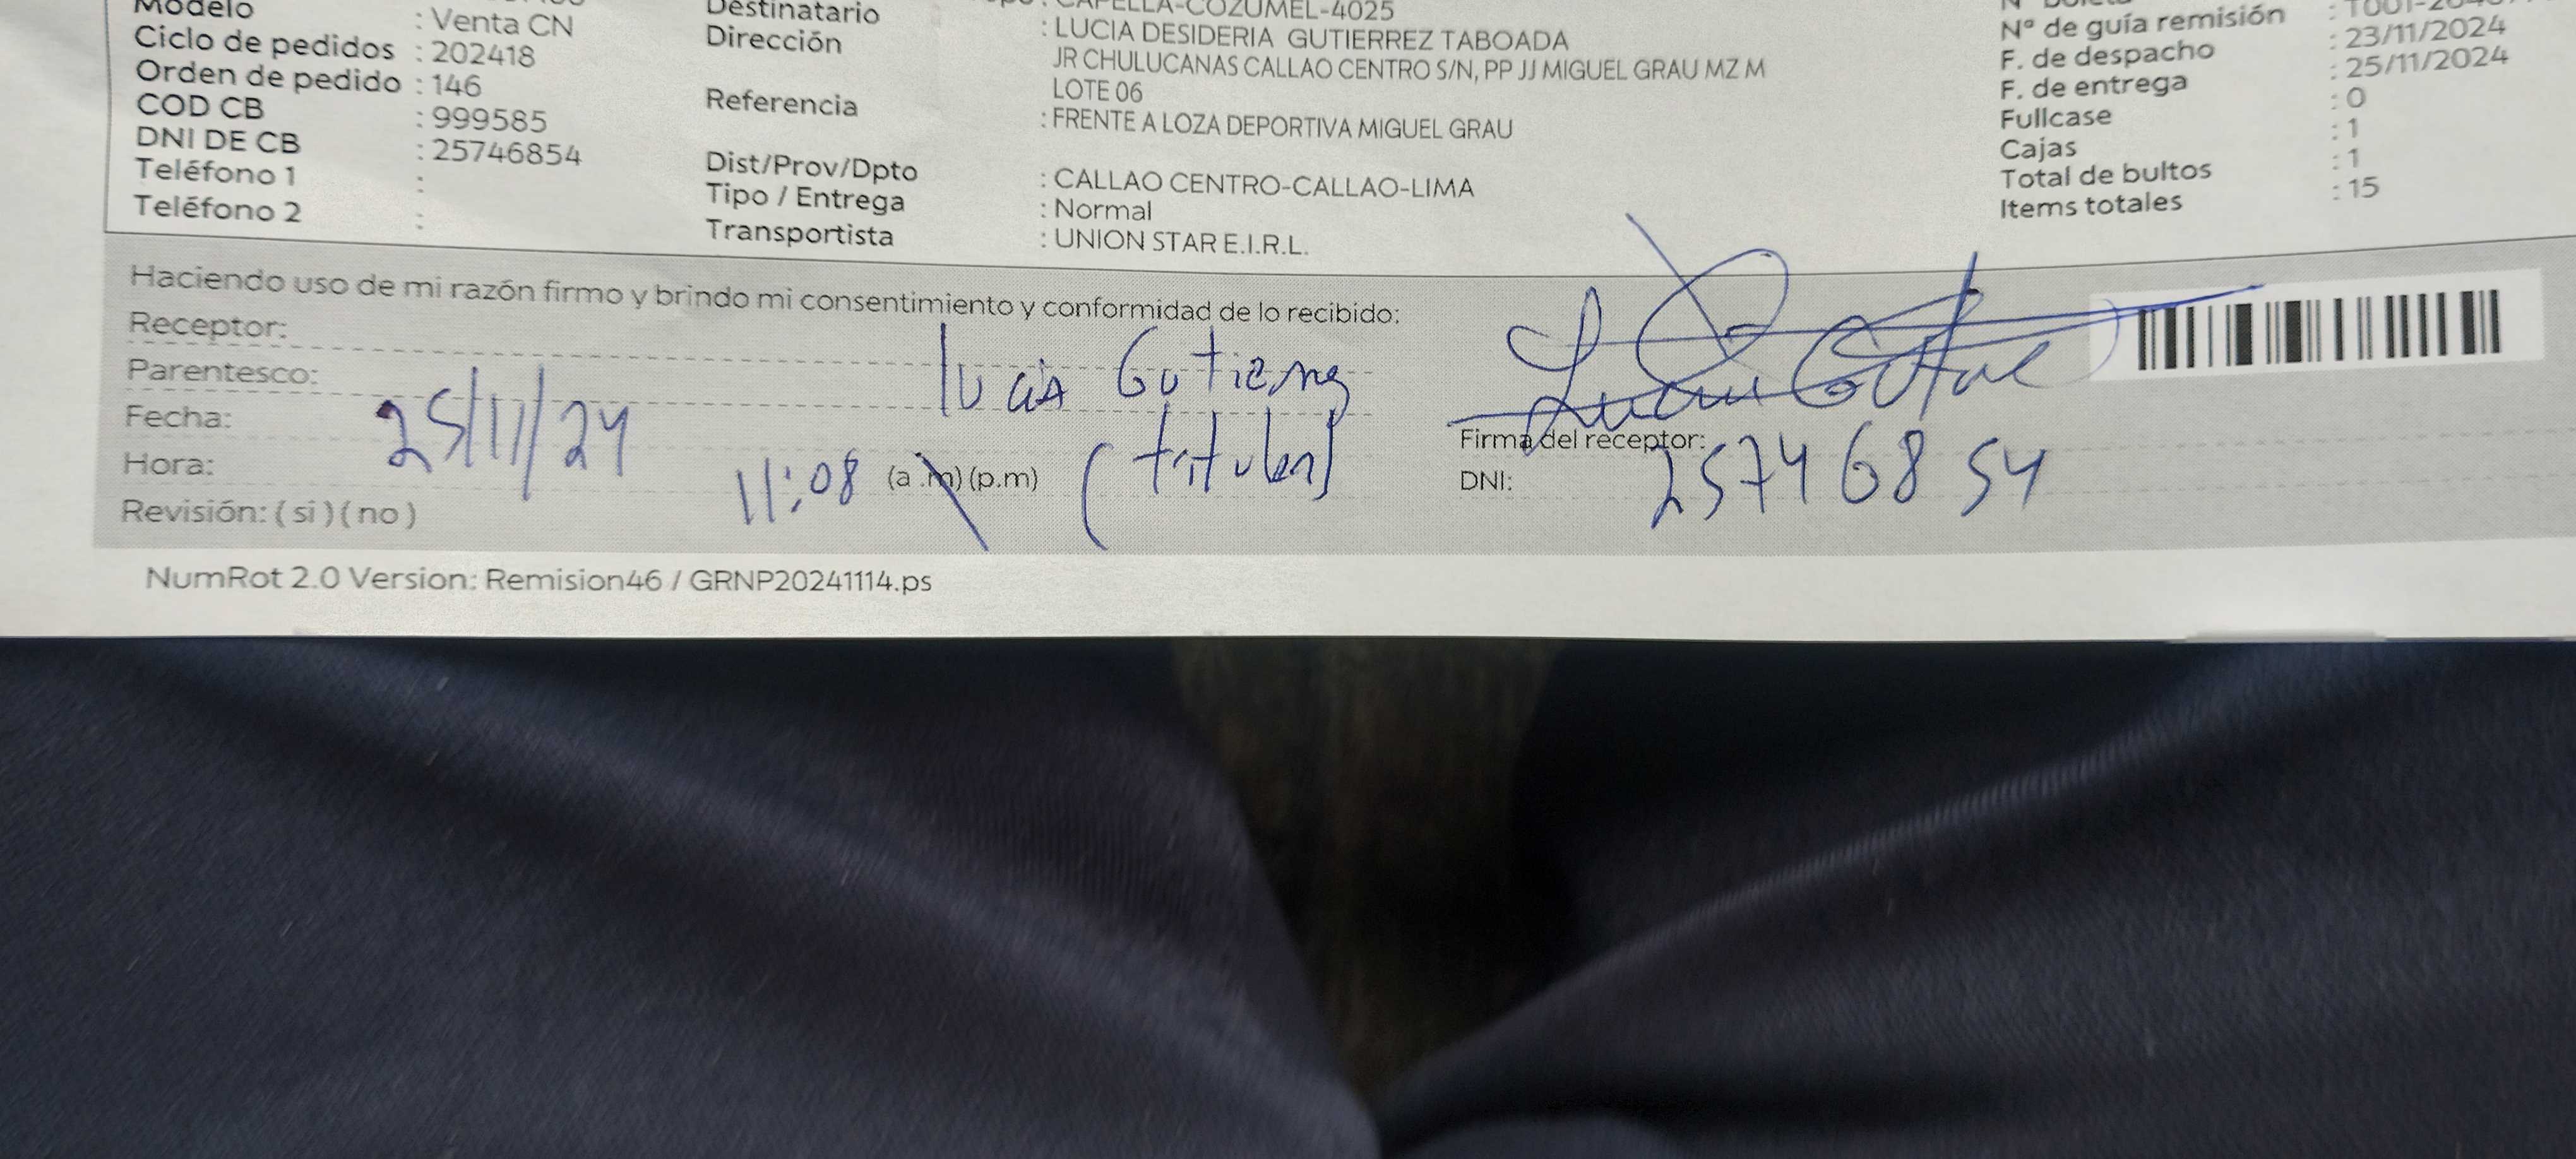 Modelo : Venta CN
Ciclo de pedidos : 202418
Orden de pedido : 146
COD CB : 999585
DNI DE CB : 25746854
Teléfono 1 :
Teléfono 2 :
CAPELLA-COZUMEL-4025
Destinatario : LUCIA DESIDERIA GUTIERREZ TABOADA
Dirección JR CHULUCANAS CALLAO CENTRO S/N, PP JJ MIGUEL GRAU MZ M
LOTE 06
Referencia : FRENTE A LOZA DEPORTIVA MIGUEL GRAU
Dist/Prov/Dpto : CALLAO CENTRO-CALLAO-LIMA
Tipo / Entrega : Normal
Transportista : UNION STAR E.I.R.L.
Nº de guía remisión
F. de despacho : 23/11/2024
F. de entrega : 25/11/2024
Fullcase : 0
Cajas : 1
Total de bultos : 1
Items totales : 15
Haciendo uso de mi razón firmo y brindo mi consentimiento y conformidad de lo recibido:
Receptor: Lucia
Parentesco: (titular)
Fecha: 25/11/24
Hora: 11:08 (a.m) (p.m)
Revisión: ( si ) ( no )
Firma del receptor:
DNI: 25746854
NumRot 2.0 Version: Remision46 / GRNP20241114.ps